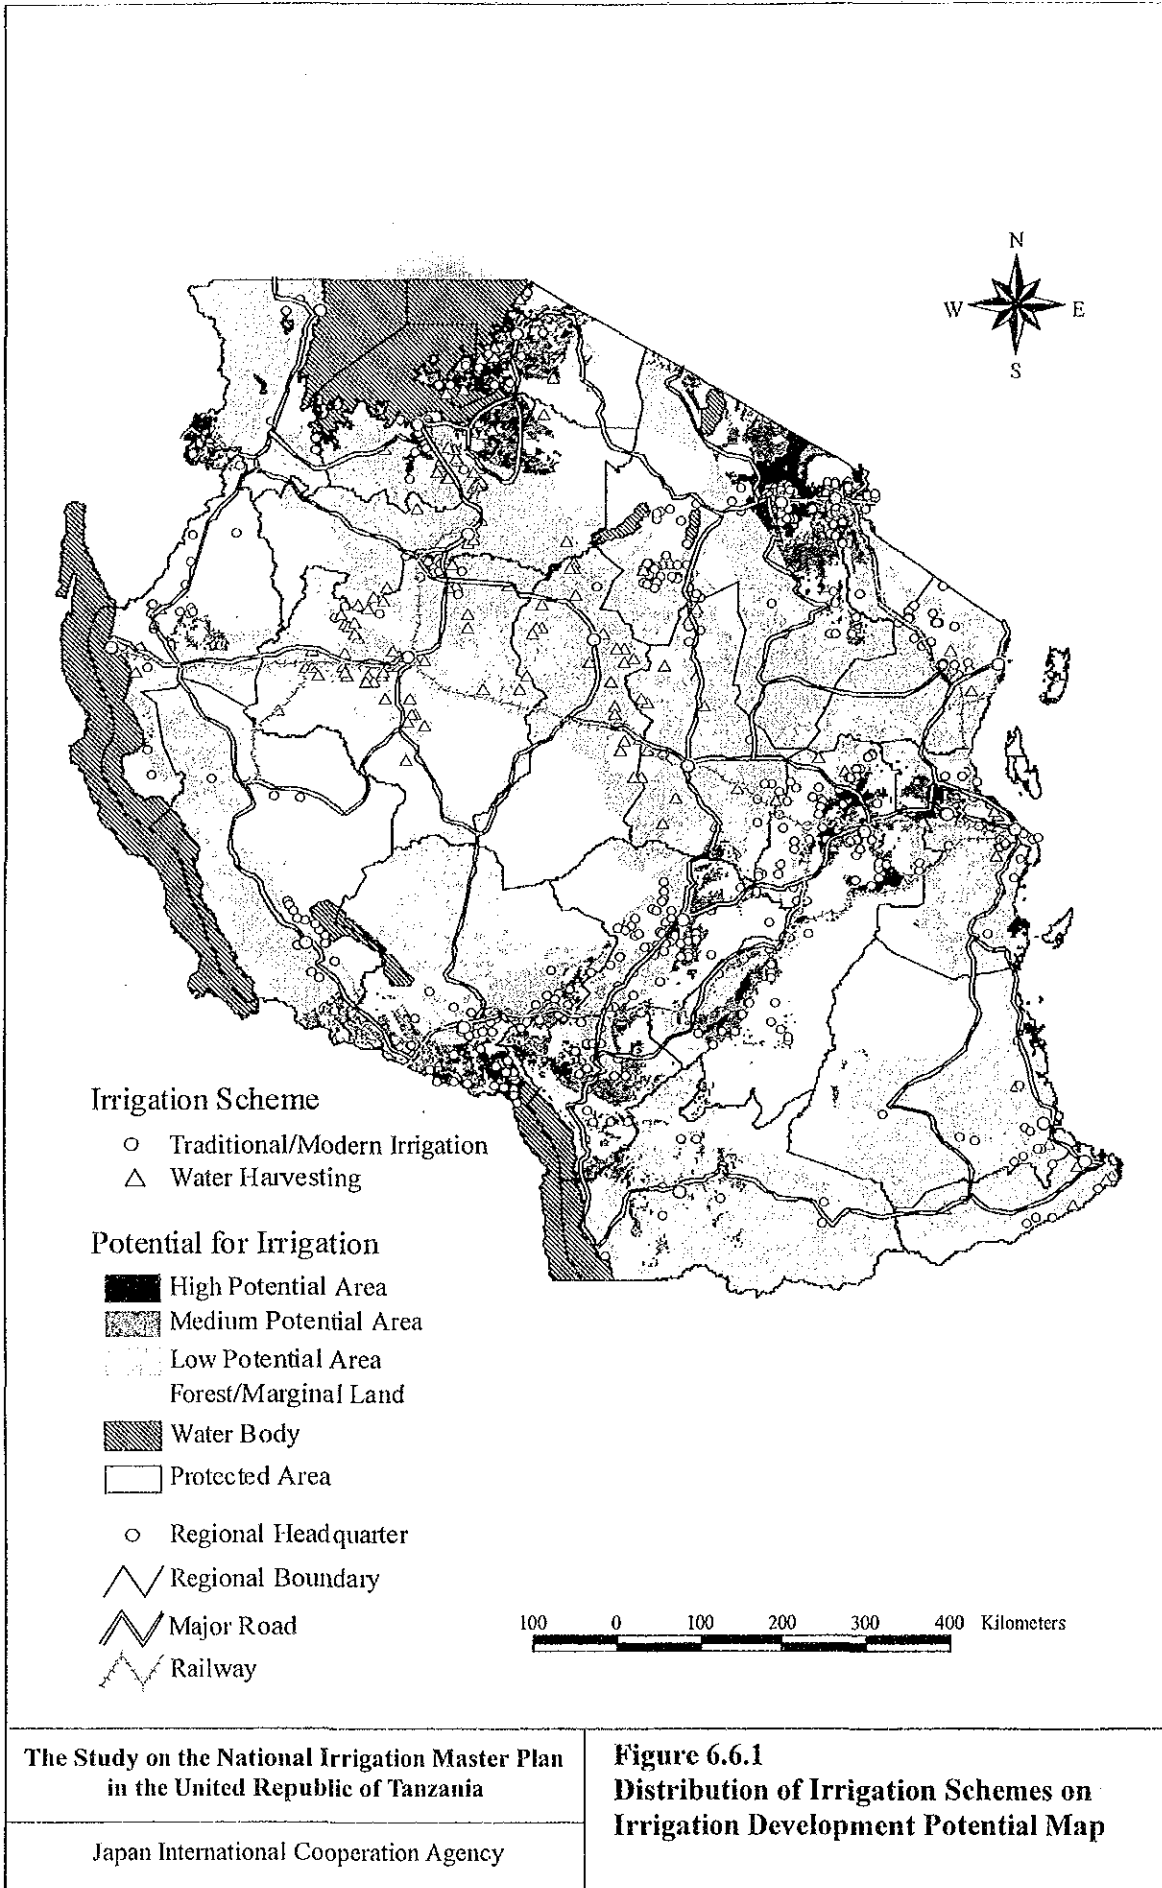 N
W E
S
Irrigation Scheme
Traditional/Modern Irrigation
Water Harvesting
Potential for Irrigation
High Potential Area
Medium Potential Area
Low Potential Area
Forest/Marginal Land
Water Body
Protected Area
Regional Headquarter
Regional Boundary
Major Road
Railway
100 0 100 200 300 400 Kilometers
The Study on the National Irrigation Master Plan
in the United Republic of Tanzania
Japan International Cooperation Agency
Figure 6.6.1
Distribution of Irrigation Schemes on
Irrigation Development Potential Map